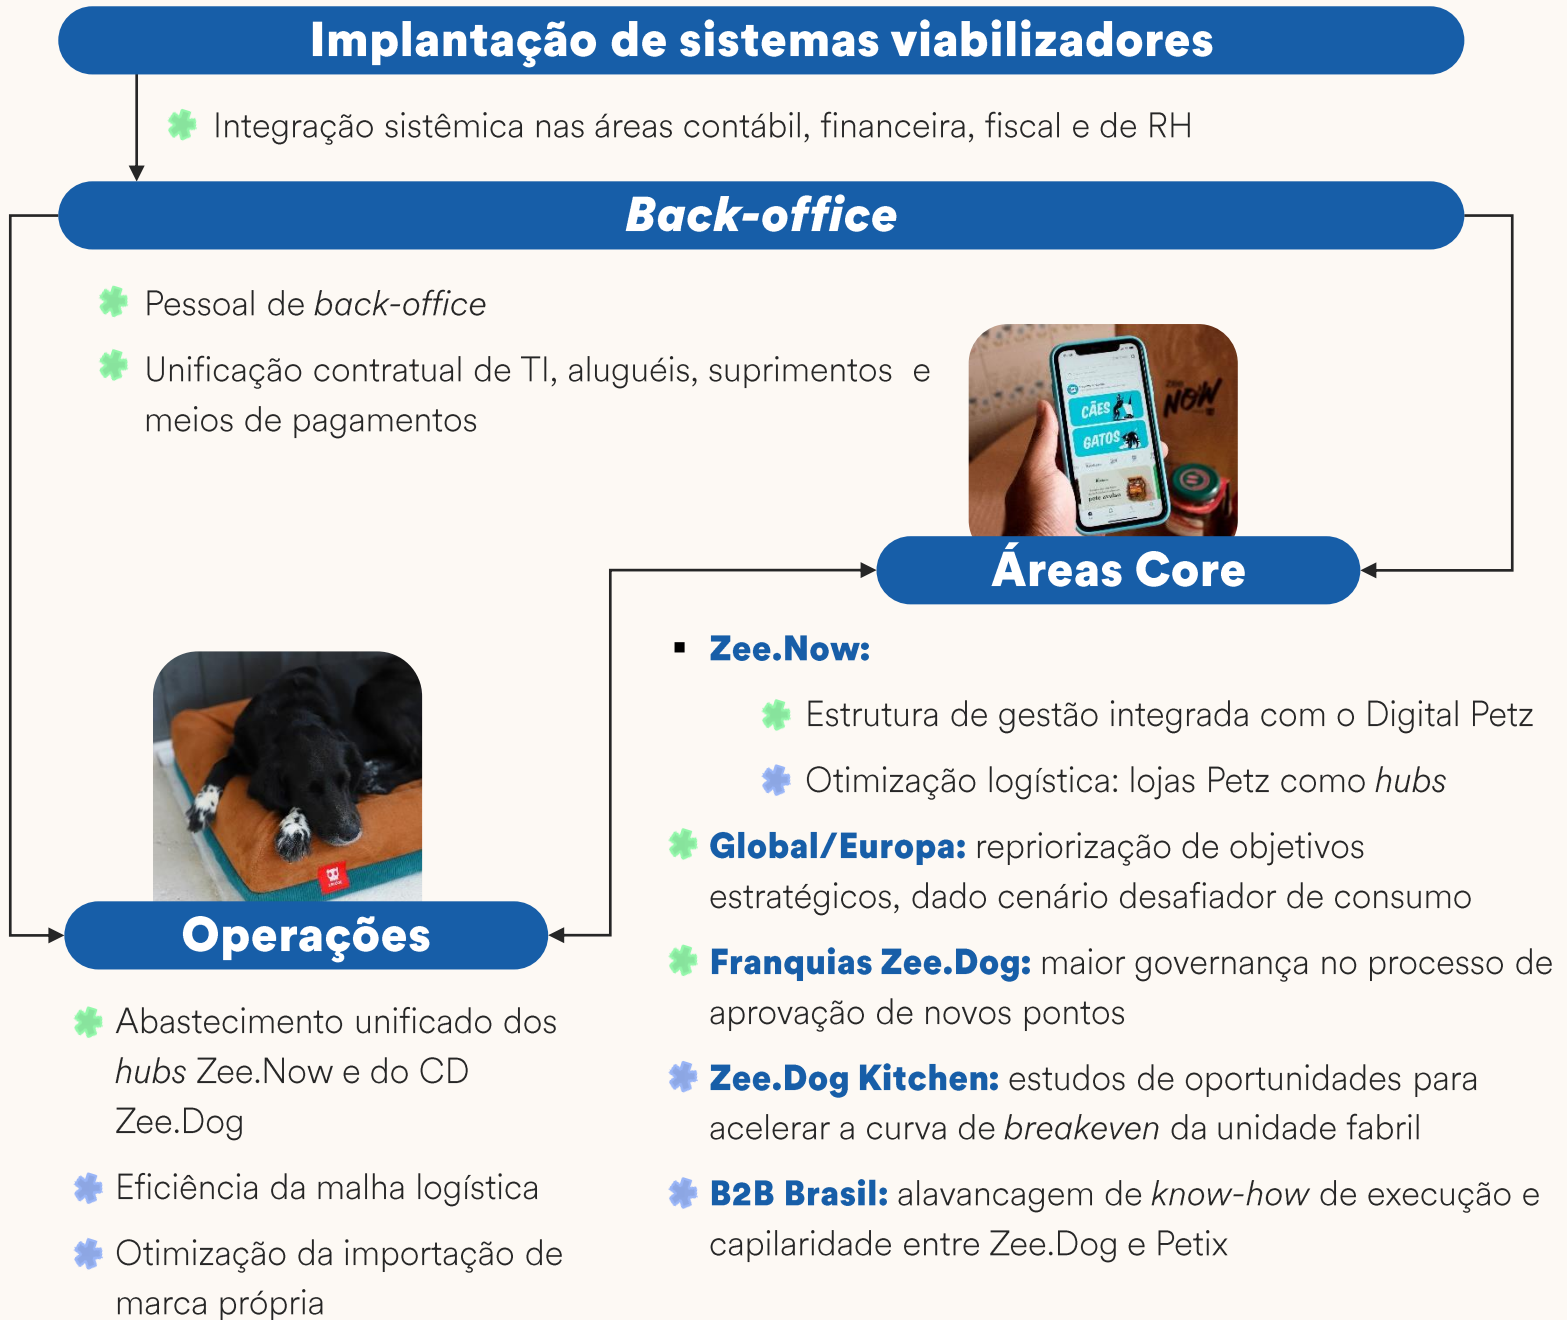 Implantação de sistemas viabilizadores
Integração sistêmica nas áreas contábil, financeira, fiscal e de RH
Back-office
Pessoal de back-office
Unificação contratual de TI, aluguéis, suprimentos e
meios de pagamentos
CÃES
GATOS
NOW
Áreas Core
Zee.Now:
Estrutura de gestão integrada com o Digital Petz
Otimização logística: lojas Petz como hubs
Global/Europa: repriorização de objetivos
estratégicos, dado cenário desafiador de consumo
Franquias Zee.Dog: maior governança no processo de
aprovação de novos pontos
Zee.Dog Kitchen: estudos de oportunidades para
acelerar a curva de breakeven da unidade fabril
B2B Brasil: alavancagem de know-how de execução e
capilaridade entre Zee.Dog e Petix
Operações
Abastecimento unificado dos
hubs Zee.Now e do CD
Zee.Dog
Eficiência da malha logística
Otimização da importação de
marca própria